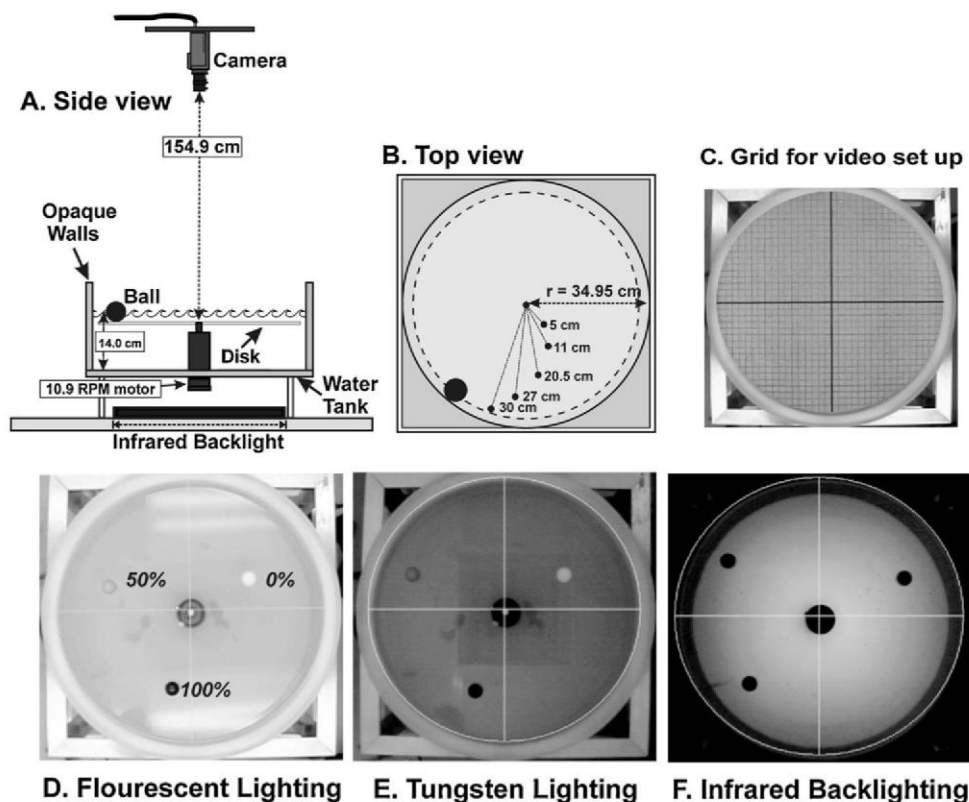 Camera
A. Side view
154.9 cm
Opaque
Walls
Ball
14.0 cm
Disk
10.9 RPM motor
Water
Tank
Infrared Backlight
B. Top view
r = 34.95 cm
5 cm
11 cm
20.5 cm
27 cm
30 cm
C. Grid for video set up
50%
0%
100%
D. Flourescent Lighting
E. Tungsten Lighting
F. Infrared Backlighting